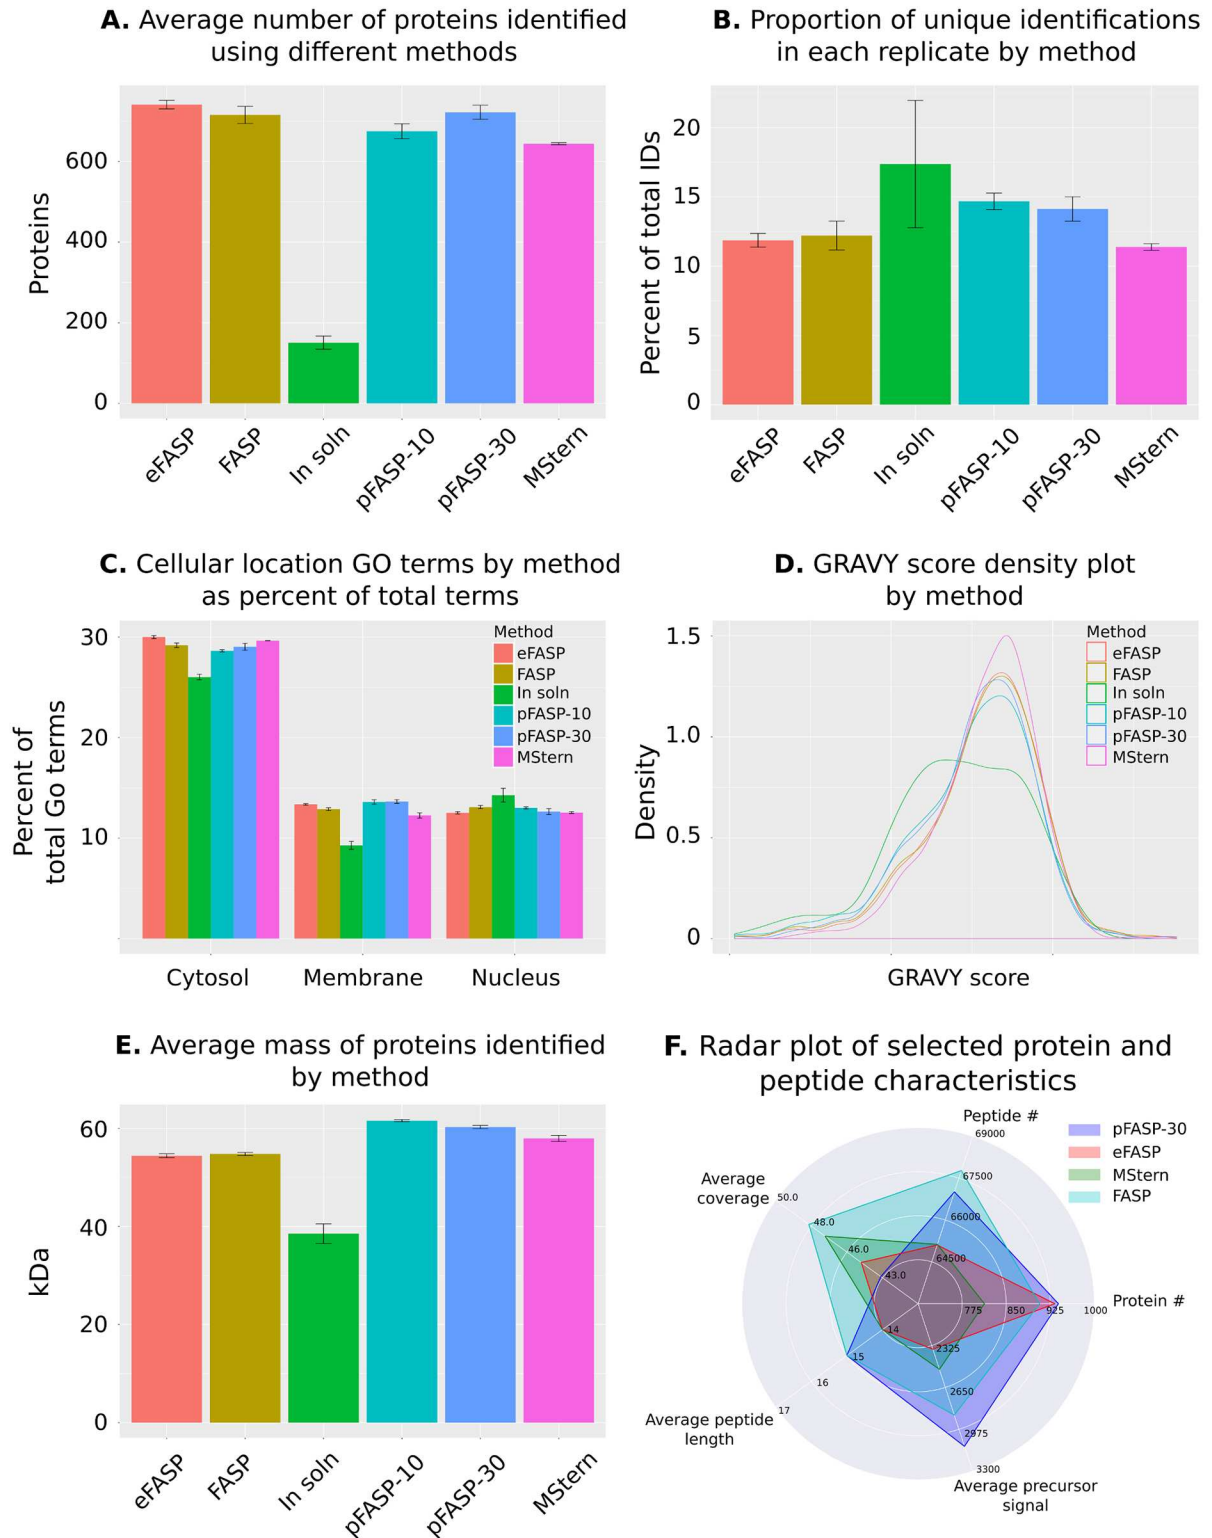 A. Average number of proteins identified
using different methods
Proteins
600
400
200
0
eFASP
FASP
In soln
pFASP-10
pFASP-30
MStern
B. Proportion of unique identifications
in each replicate by method
Percent of total IDs
20
15
10
5
0
eFASP
FASP
In soln
pFASP-10
pFASP-30
MStern
C. Cellular location GO terms by method
as percent of total terms
Percent of
total Go terms
30
20
10
Method
eFASP
FASP
In soln
pFASP-10
pFASP-30
MStern
Cytosol
Membrane
Nucleus
D. GRAVY score density plot
by method
Density
1.5
1.0
0.5
0
Method
eFASP
FASP
In soln
pFASP-10
pFASP-30
MStern
GRAVY score
E. Average mass of proteins identified
by method
kDa
60
40
20
0
eFASP
FASP
In soln
pFASP-10
pFASP-30
MStern
F. Radar plot of selected protein and
peptide characteristics
Peptide #
69000
67500
66000
64500
pFASP-30
eFASP
MStern
FASP
Average
coverage
50.0
48.0
46.0
43.0
Protein #
775
850
925
1000
14
15
16
17
Average peptide
length
2325
2650
2975
3300
Average precursor
signal